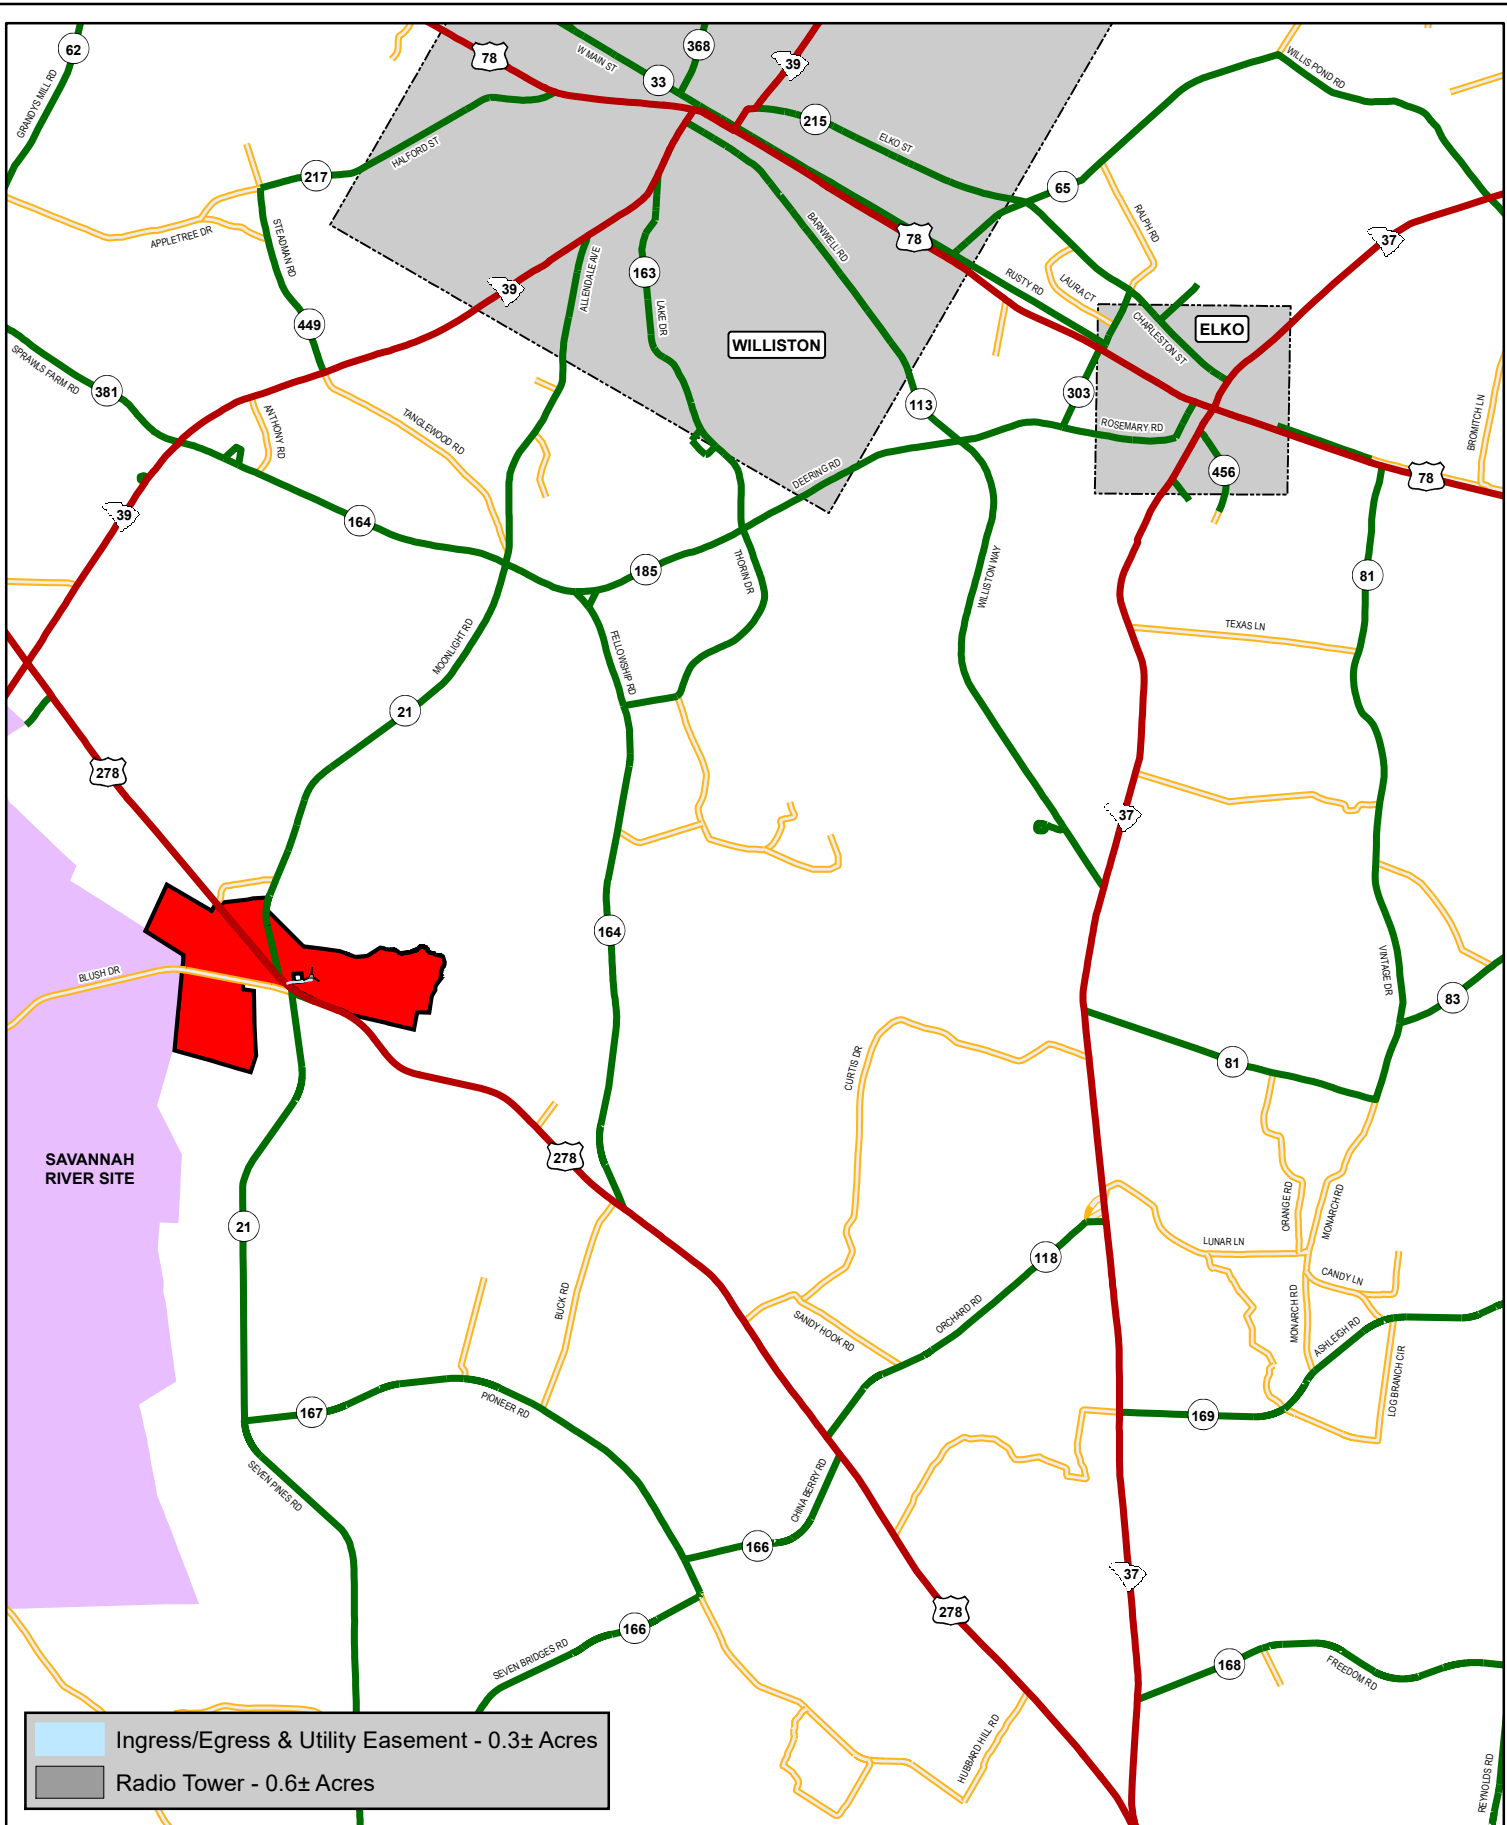 62
GRANDYS MILL RD
78
W MAIN ST
368
33
39
215
ELKO ST
WILLIS POND RD
HALFORD ST
217
65
RALPH RD
APPLETREE DR
STEADMAN RD
BARNWELL RD
78
37
ALLENDALE AVE
163
LAURA CT
RUSTY RD
39
LAKE DR
449
CHARLESTON ST
ELKO
WILLISTON
SPRAWLS FARM RD
381
303
113
ANTHONY RD
TANGLEWOOD RD
ROSEMARY RD
BROMITCH LN
DEERING RD
456
78
39
164
185
THORIN DR
WILLISTON WAY
81
TEXAS LN
MOONLIGHT RD
FELLOWSHIP RD
21
278
37
164
BLUSH DR
VINTAGE DR
83
CURTIS DR
81
SAVANNAH
RIVER SITE
278
21
ORANGE RD
MONARCH RD
LUNAR LN
118
CANDY LN
BUCK RD
SANDY HOOK RD
ORCHARD RD
MONARCH RD
ASHLEIGH RD
LOG BRANCH CIR
167
PIONEER RD
169
SEVEN PINES RD
CHINA BERRY RD
166
37
278
166
SEVEN BRIDGES RD
168
FREEDOM RD
HUBBARD HILL RD
REYNOLDS RD
Ingress/Egress & Utility Easement - 0.3± Acres
Radio Tower - 0.6± Acres